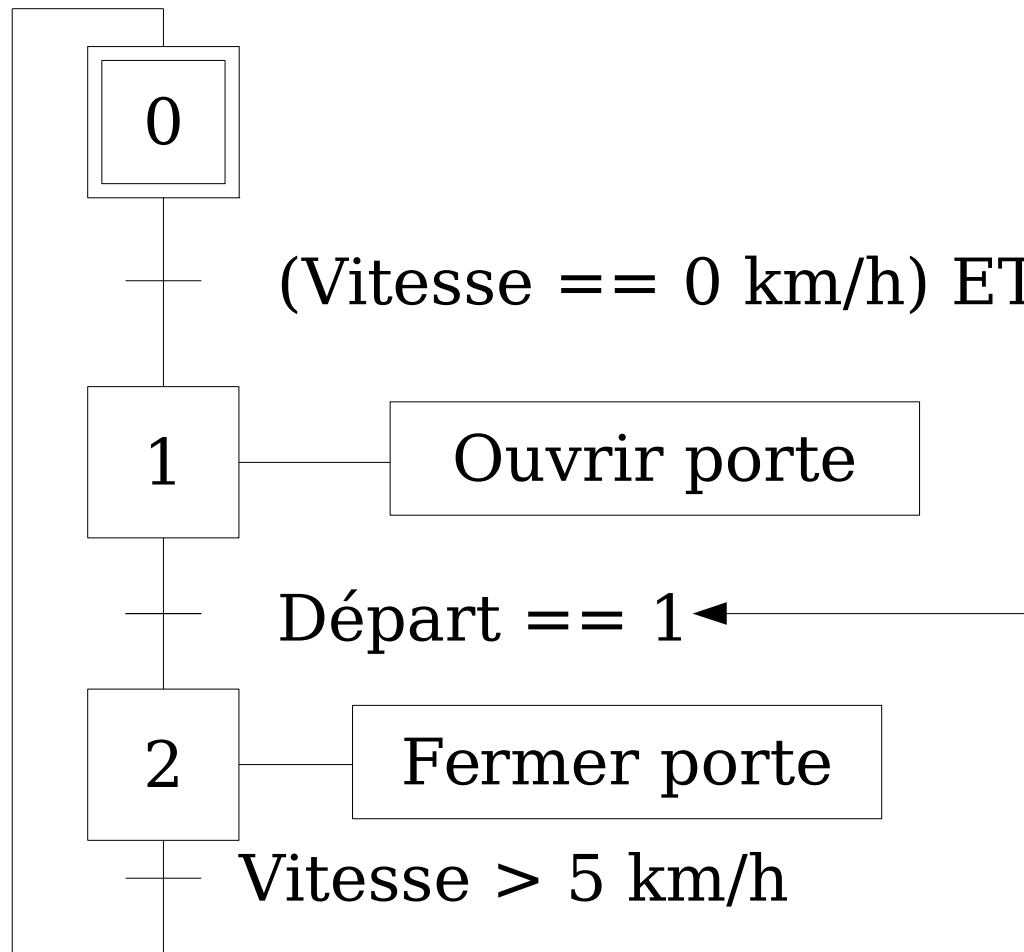 0
(Vitesse == 0 km/h) ET
1
Ouvrir porte
Départ == 1
2
Fermer porte
Vitesse > 5 km/h